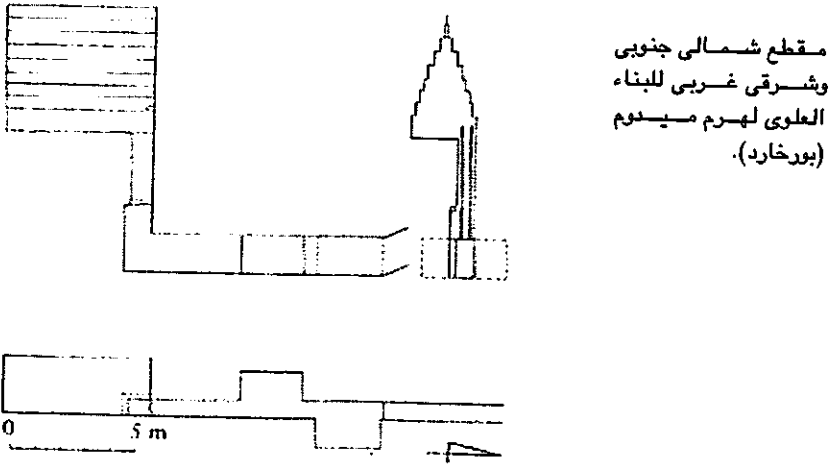 مقطع شمالى جنوبى
وشرقى غربى للبناء
العلوى لهرم ميدوم
(بورخارد).
0 5 m